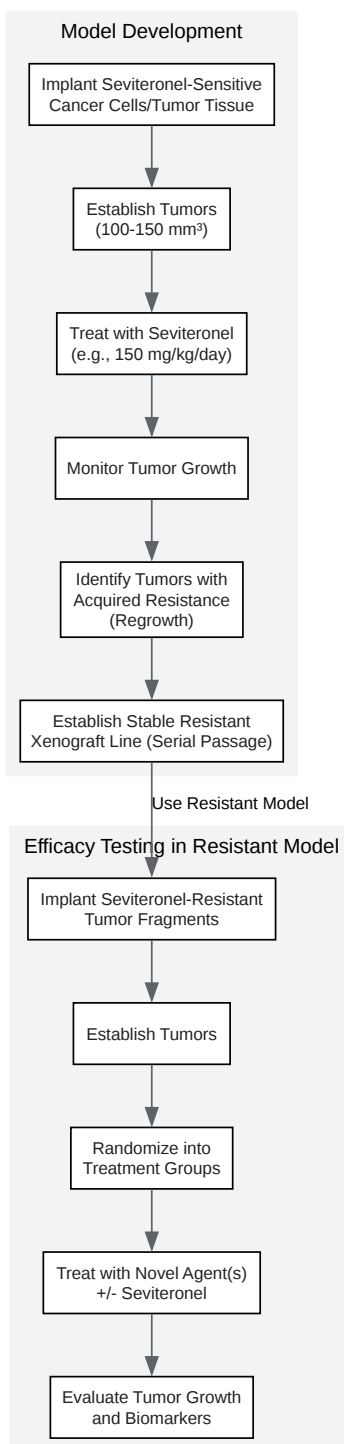 Model Development
Implant Seviteronel-Sensitive
Cancer Cells/Tumor Tissue
Establish Tumors
(100-150 mm³)
Treat with Seviteronel
(e.g., 150 mg/kg/day)
Monitor Tumor Growth
Identify Tumors with
Acquired Resistance
(Regrowth)
Establish Stable Resistant
Xenograft Line (Serial Passage)
Use Resistant Model
Efficacy Testing in Resistant Model
Implant Seviteronel-Resistant
Tumor Fragments
Establish Tumors
Randomize into
Treatment Groups
Treat with Novel Agent(s)
+/- Seviteronel
Evaluate Tumor Growth
and Biomarkers